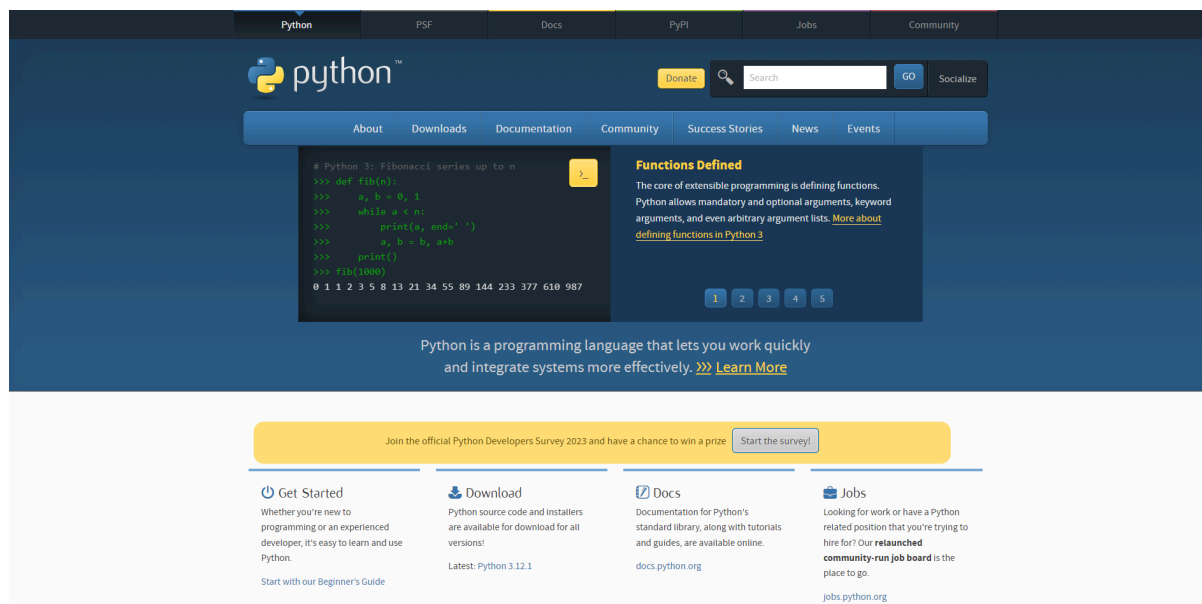 Python PSF Docs PyPI Jobs Community
python™
Donate Search GO Socialize
About Downloads Documentation Community Success Stories News Events
# Python 3: Fibonacci series up to n
>>> def fib(n):
>>>     a, b = 0, 1
>>>     while a < n:
>>>         print(a, end=' ')
>>>         a, b = b, a+b
>>>     print()
>>> fib(1000)
0 1 1 2 3 5 8 13 21 34 55 89 144 233 377 610 987
>_
Functions Defined
The core of extensible programming is defining functions.
Python allows mandatory and optional arguments, keyword
arguments, and even arbitrary argument lists. More about
defining functions in Python 3
1 2 3 4 5
Python is a programming language that lets you work quickly
and integrate systems more effectively. >>> Learn More
Join the official Python Developers Survey 2023 and have a chance to win a prize Start the survey!
Get Started
Whether you're new to
programming or an experienced
developer, it's easy to learn and use
Python.
Start with our Beginner's Guide
Download
Python source code and installers
are available for download for all
versions!
Latest: Python 3.12.1
Docs
Documentation for Python's
standard library, along with tutorials
and guides, are available online.
docs.python.org
Jobs
Looking for work or have a Python
related position that you're trying to
hire for? Our relaunched
community-run job board is the
place to go.
jobs.python.org